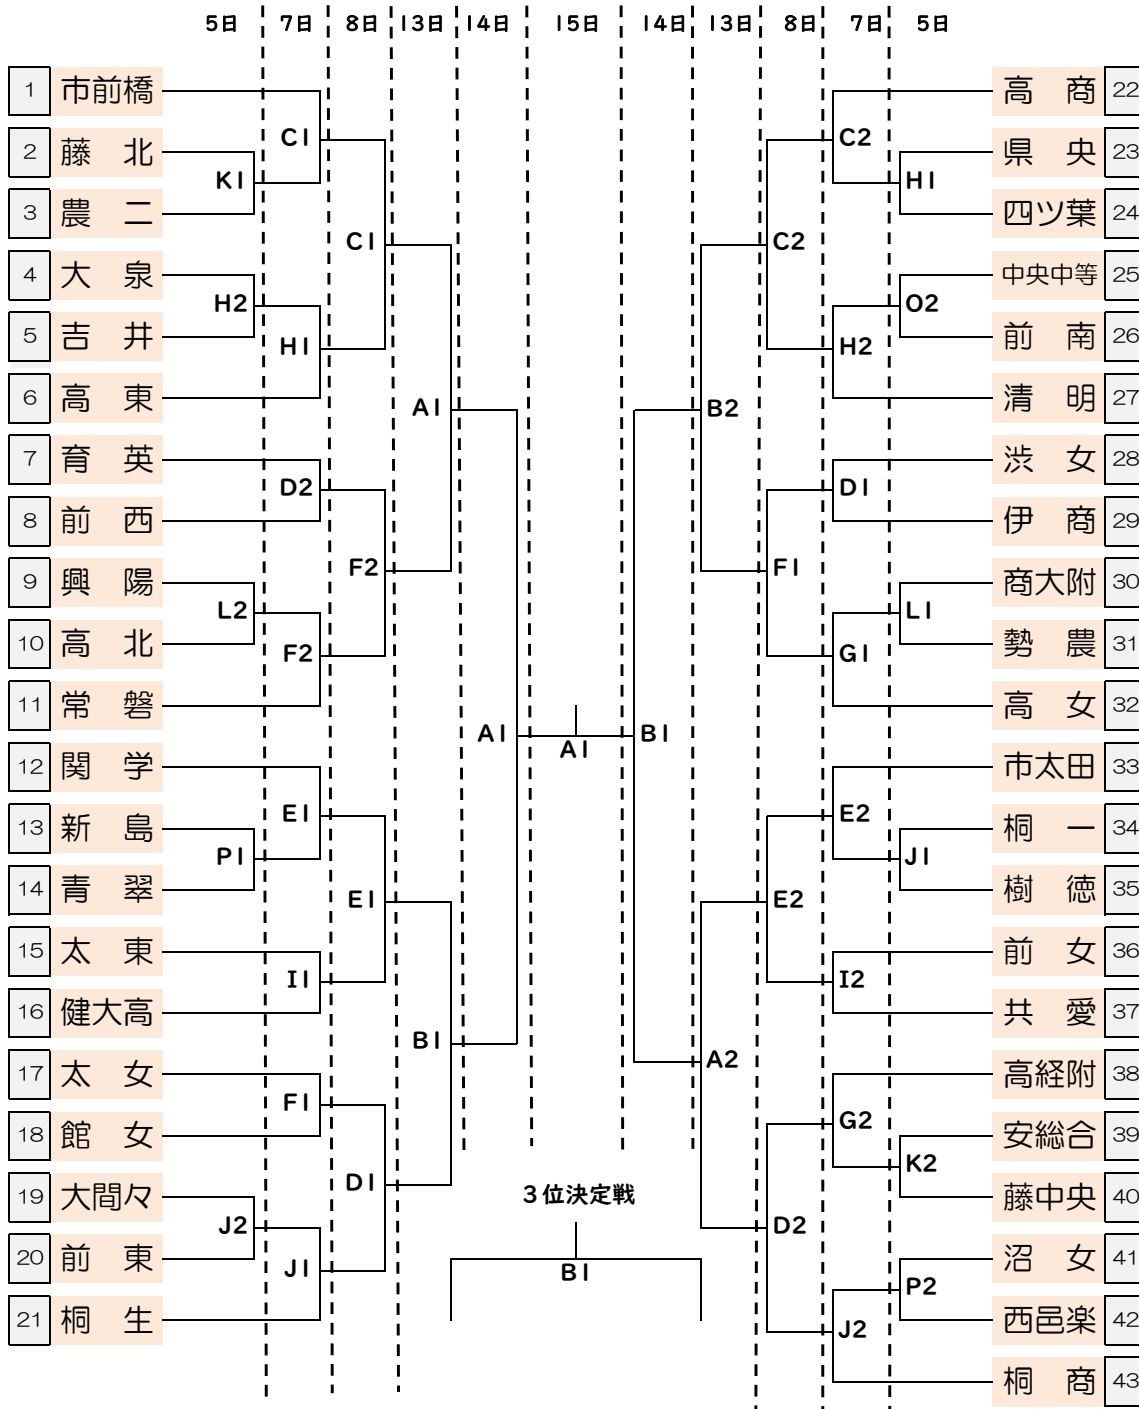 5日 7日 8日 13日 14日 15日 14日 13日 8日 7日 5日
1 市前橋 高商 22
C1 C2
2 藤北 県央 23
K1 H1
3 農二 四ツ葉 24
C1 C2
4 大泉 中央中等 25
H2 O2
5 吉井 前南 26
H1 H2
6 高東 清明 27
A1 B2
7 育英 渋女 28
D2 D1
8 前西 伊商 29
F2 F1
9 興陽 商大附 30
L2 L1
10 高北 勢農 31
F2 G1
11 常磐 高女 32
A1 A1 B1
12 関学 市太田 33
E1 E2
13 新島 桐一 34
P1 J1
14 青翠 樹徳 35
E1 E2
15 太東 前女 36
I1 I2
16 健大高 共愛 37
B1 A2
17 太女 高経附 38
F1 G2
18 館女 安総合 39
K2
D1 3位決定戦
19 大間々 藤中央 40
J2 D2
20 前東 沼女 41
J1 B1 P2
21 桐生 西邑楽 42
J2
桐商 43